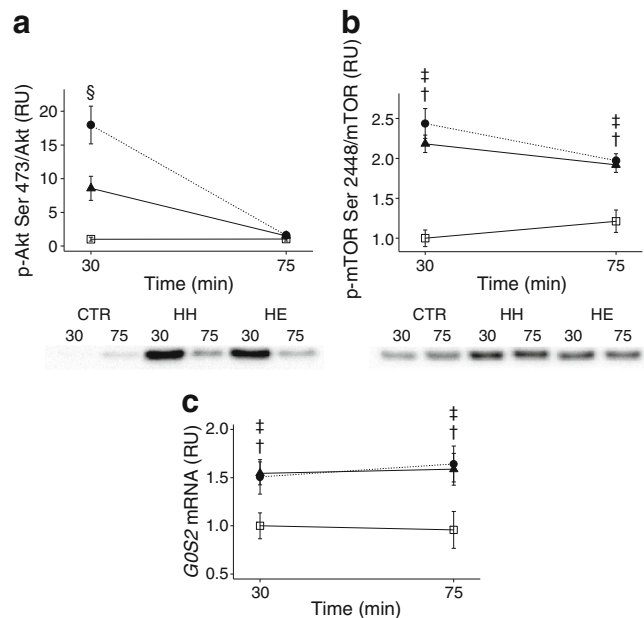 a
p-Akt Ser 473/Akt (RU)
20
15
10
5
0
§
30
75
Time (min)
CTR HH HE
30 75 30 75 30 75
b
p-mTOR Ser 2448/mTOR (RU)
2.5
2.0
1.5
1.0
‡
†
‡
†
30
75
Time (min)
CTR HH HE
30 75 30 75 30 75
c
G0S2 mRNA (RU)
2.0
1.5
1.0
0.5
‡
†
‡
†
30
75
Time (min)